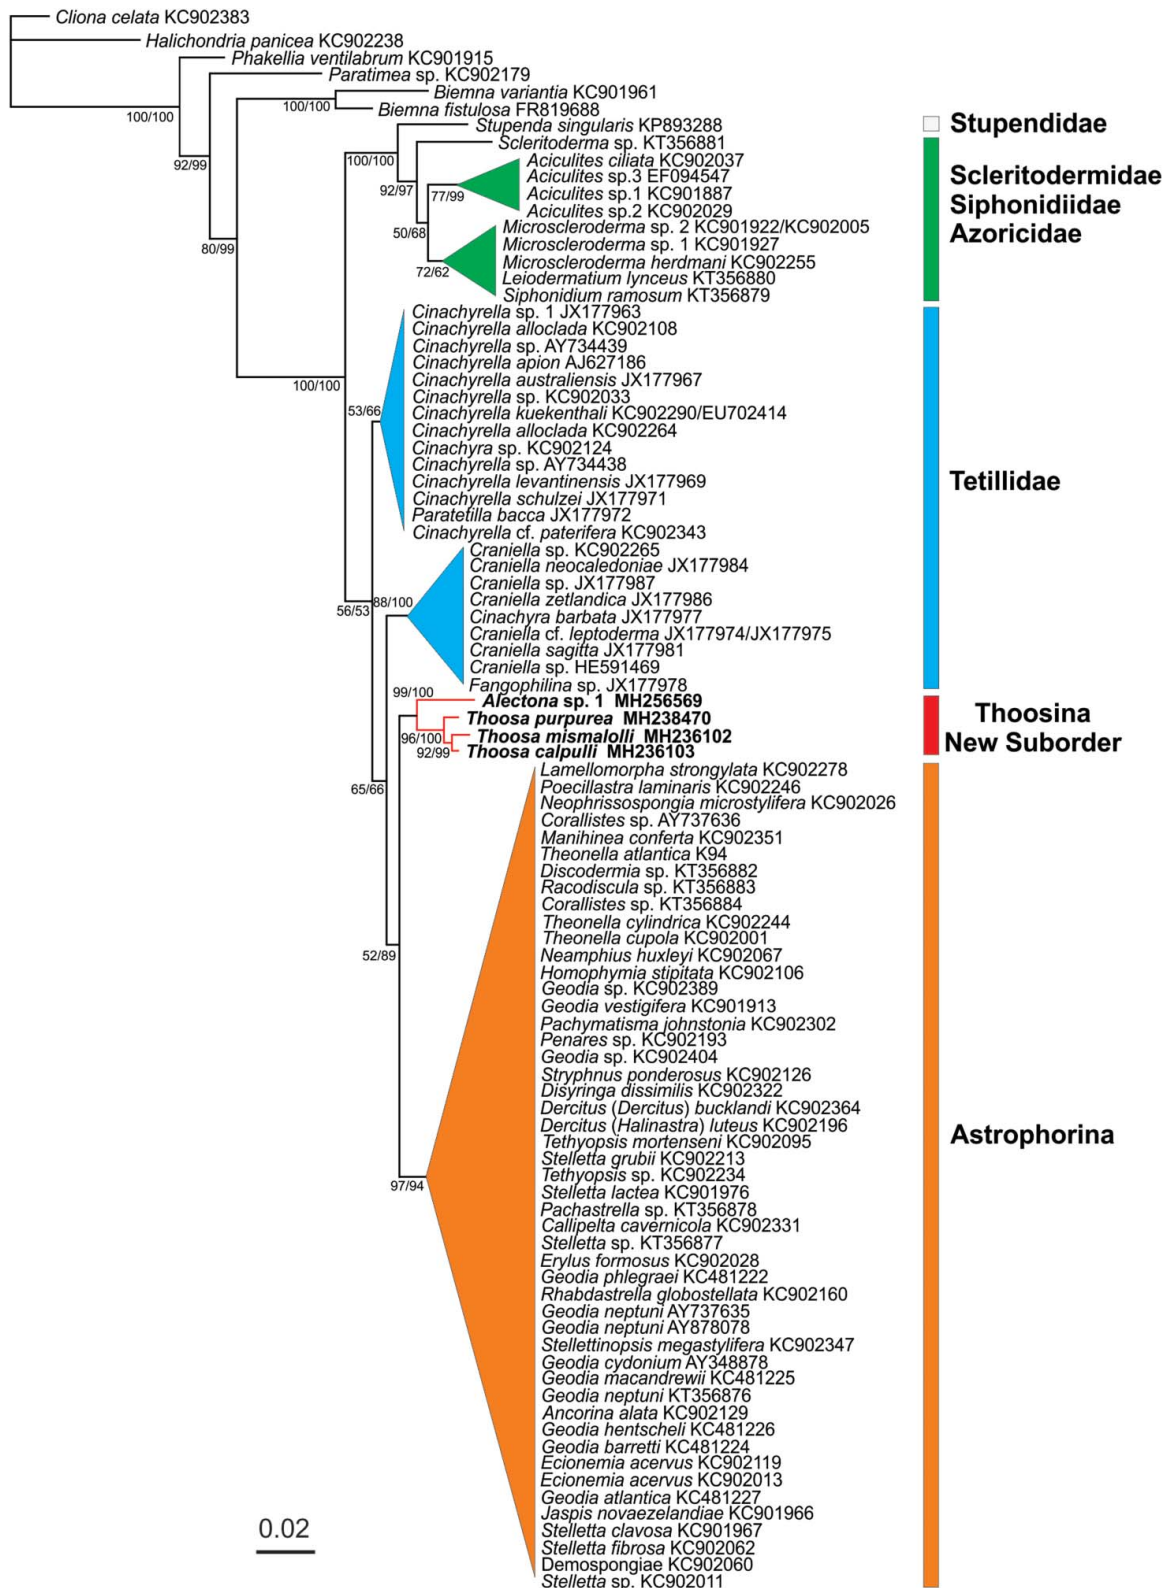 Cliona celata KC902383
Halichondria panicea KC902238
Phakellia ventilabrum KC901915
Paratimea sp. KC902179
Biemna variantia KC901961
100/100
Biemna fistulosa FR819688
100/100
Stupenda singularis KP893288
Stupendidae
Scleritoderma sp. KT356881
100/100
92/99
Aciculites ciliata KC902037
Aciculites sp.3 EF094547
92/97
77/99
Aciculites sp.1 KC901887
Aciculites sp.2 KC902029
Scleritodermidae
Siphonidiidae
Azoricidae
Microscleroderma sp. 2 KC901922/KC902005
50/68
Microscleroderma sp. 1 KC901927
80/99
Microscleroderma herdmani KC902255
72/62
Leiodermatium lynceus KT356880
Siphonidium ramosum KT356879
Cinachyrella sp. 1 JX177963
Cinachyrella alloclada KC902108
Cinachyrella sp. AY734439
Cinachyrella apion AJ627186
Cinachyrella australiensis JX177967
100/100
Cinachyrella sp. KC902033
53/66
Cinachyrella kuekenthali KC902290/EU702414
Cinachyrella alloclada KC902264
Cinachyra sp. KC902124
Cinachyrella sp. AY734438
Cinachyrella levantinensis JX177969
Tetillidae
Cinachyrella schulzei JX177971
Paratetilla bacca JX177972
Cinachyrella cf. paterifera KC902343
Craniella sp. KC902265
Craniella neocaledoniae JX177984
Craniella sp. JX177987
Craniella zetlandica JX177986
56/53
88/100
Cinachyra barbata JX177977
Craniella cf. leptoderma JX177974/JX177975
Craniella sagitta JX177981
Craniella sp. HE591469
Fangophilina sp. JX177978
99/100
Alectona sp. 1 MH256569
Thoosa purpurea MH238470
96/100
Thoosa mismalolli MH236102
92/99
Thoosa calpulli MH236103
Thoosina
New Suborder
Lamellomorpha strongylata KC902278
65/66
Poecillastra laminaris KC902246
Neophrissospongia microstylifera KC902026
Corallistes sp. AY737636
Manihinea conferta KC902351
Theonella atlantica K94
Discodermia sp. KT356882
Racodiscula sp. KT356883
Corallistes sp. KT356884
Theonella cylindrica KC902244
Theonella cupola KC902001
52/89
Neamphius huxleyi KC902067
Homophymia stipitata KC902106
Geodia sp. KC902389
Geodia vestigifera KC901913
Pachymatisma johnstonia KC902302
Penares sp. KC902193
Geodia sp. KC902404
Stryphnus ponderosus KC902126
Disyringa dissimilis KC902322
Dercitus (Dercitus) bucklandi KC902364
Dercitus (Halinastra) luteus KC902196
Astrophorina
Tethyopsis mortenseni KC902095
Stelletta grubii KC902213
Tethyopsis sp. KC902234
97/94
Stelletta lactea KC901976
Pachastrella sp. KT356878
Callipelta cavernicola KC902331
Stelletta sp. KT356877
Erylus formosus KC902028
Geodia phlegraei KC481222
Rhabdastrella globostellata KC902160
Geodia neptuni AY737635
Geodia neptuni AY878078
Stellettinopsis megastylifera KC902347
Geodia cydonium AY348878
Geodia macandrewii KC481225
Geodia neptuni KT356876
Ancorina alata KC902129
Geodia hentscheli KC481226
Geodia barretti KC481224
Ecionemia acervus KC902119
Ecionemia acervus KC902013
Geodia atlantica KC481227
Jaspis novaezelandiae KC901966
0.02
Stelletta clavosa KC901967
Stelletta fibrosa KC902062
Demospongiae KC902060
Stelletta sp. KC902011